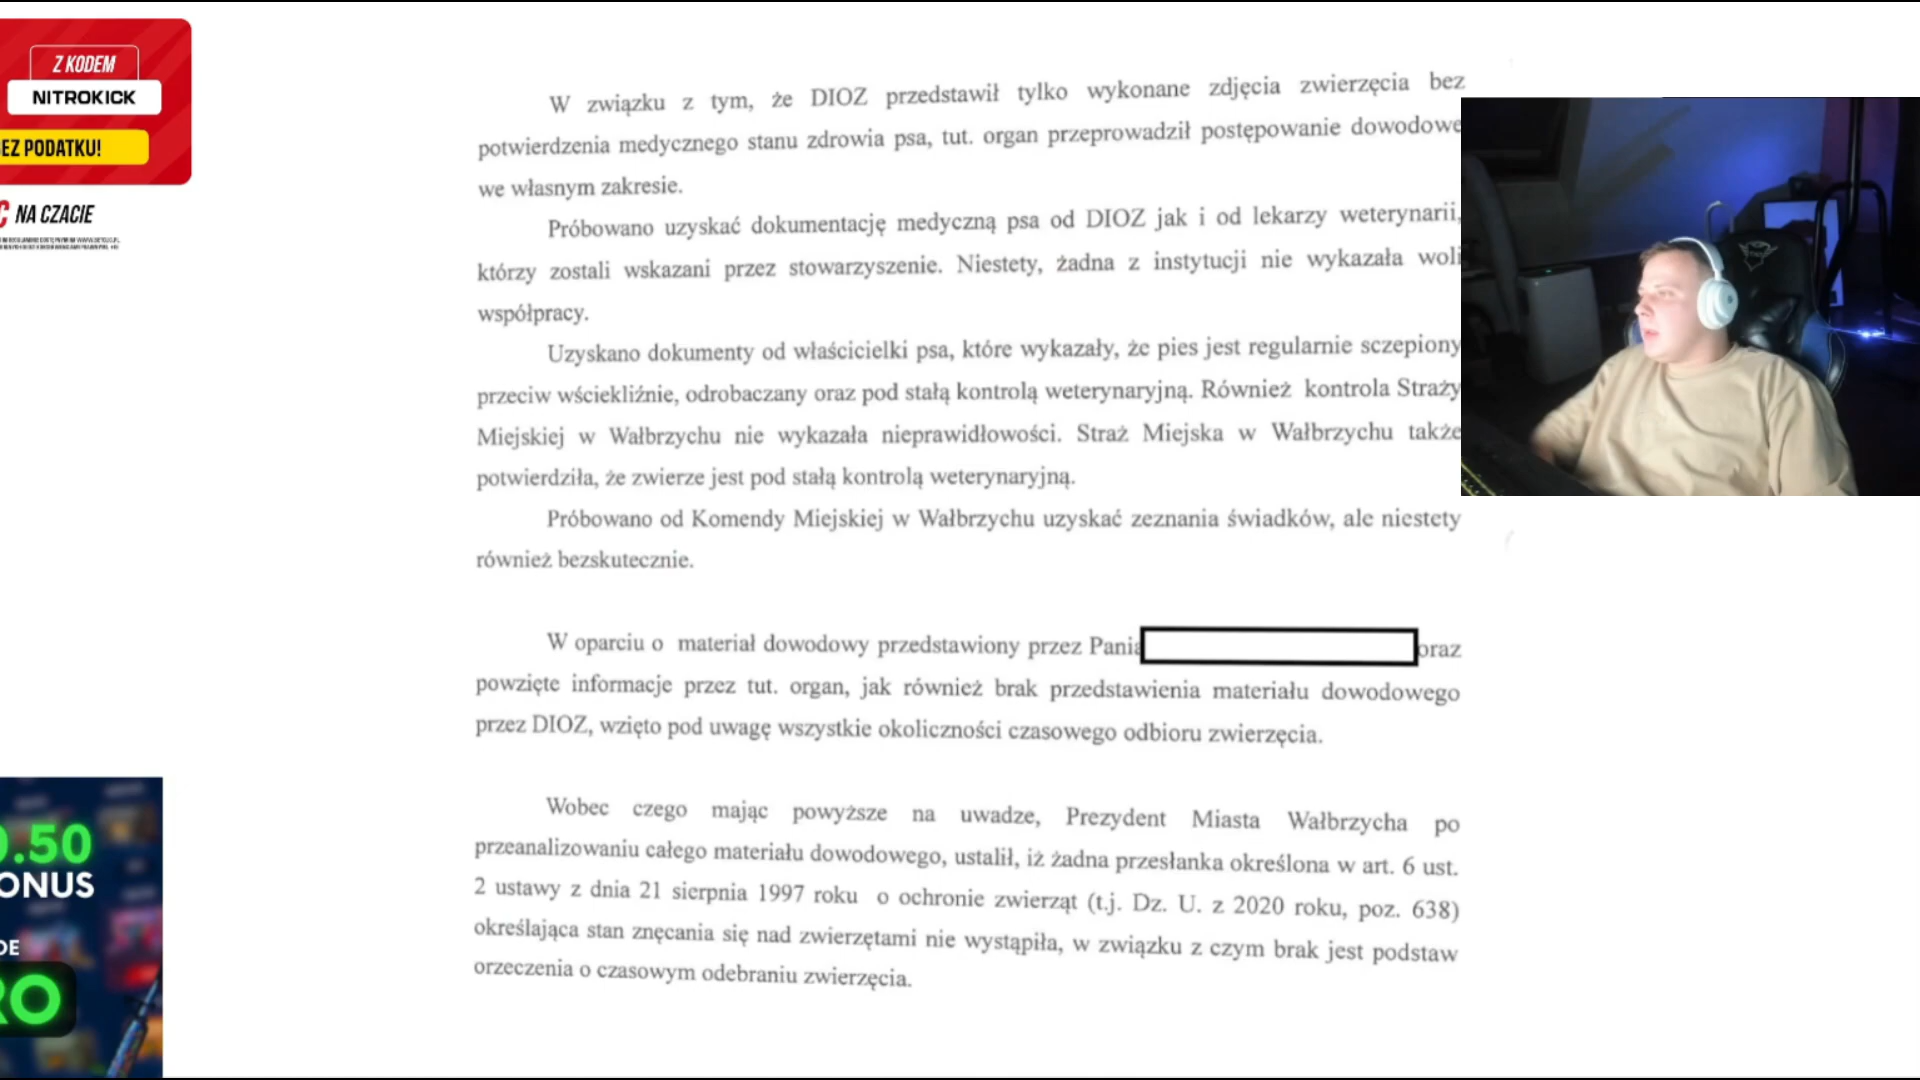 Z KODEM
NITROKICK
EZ PODATKU!
NA CZACIE
W związku z tym, że DIOZ przedstawił tylko wykonane zdjęcia zwierzęcia bez
potwierdzenia medycznego stanu zdrowia psa, tut. organ przeprowadził postępowanie dowodowe
we własnym zakresie.
Próbowano uzyskać dokumentację medyczną psa od DIOZ jak i od lekarzy weterynarii,
którzy zostali wskazani przez stowarzyszenie. Niestety, żadna z instytucji nie wykazała woli
współpracy.
Uzyskano dokumenty od właścicielki psa, które wykazały, że pies jest regularnie sczepiony
przeciw wściekliźnie, odrobaczany oraz pod stałą kontrolą weterynaryjną. Również kontrola Straży
Miejskiej w Wałbrzychu nie wykazała nieprawidłowości. Straż Miejska w Wałbrzychu także
potwierdziła, że zwierze jest pod stałą kontrolą weterynaryjną.
Próbowano od Komendy Miejskiej w Wałbrzychu uzyskać zeznania świadków, ale niestety
również bezskutecznie.
W oparciu o materiał dowodowy przedstawiony przez Panią oraz
powzięte informacje przez tut. organ, jak również brak przedstawienia materiału dowodowego
przez DIOZ, wzięto pod uwagę wszystkie okoliczności czasowego odbioru zwierzęcia.
Wobec czego mając powyższe na uwadze, Prezydent Miasta Wałbrzycha po
przeanalizowaniu całego materiału dowodowego, ustalił, iż żadna przesłanka określona w art. 6 ust.
2 ustawy z dnia 21 sierpnia 1997 roku o ochronie zwierząt (t.j. Dz. U. z 2020 roku, poz. 638)
określająca stan znęcania się nad zwierzętami nie wystąpiła, w związku z czym brak jest podstaw
orzeczenia o czasowym odebraniu zwierzęcia.
0.50
ONUS
DE
RO